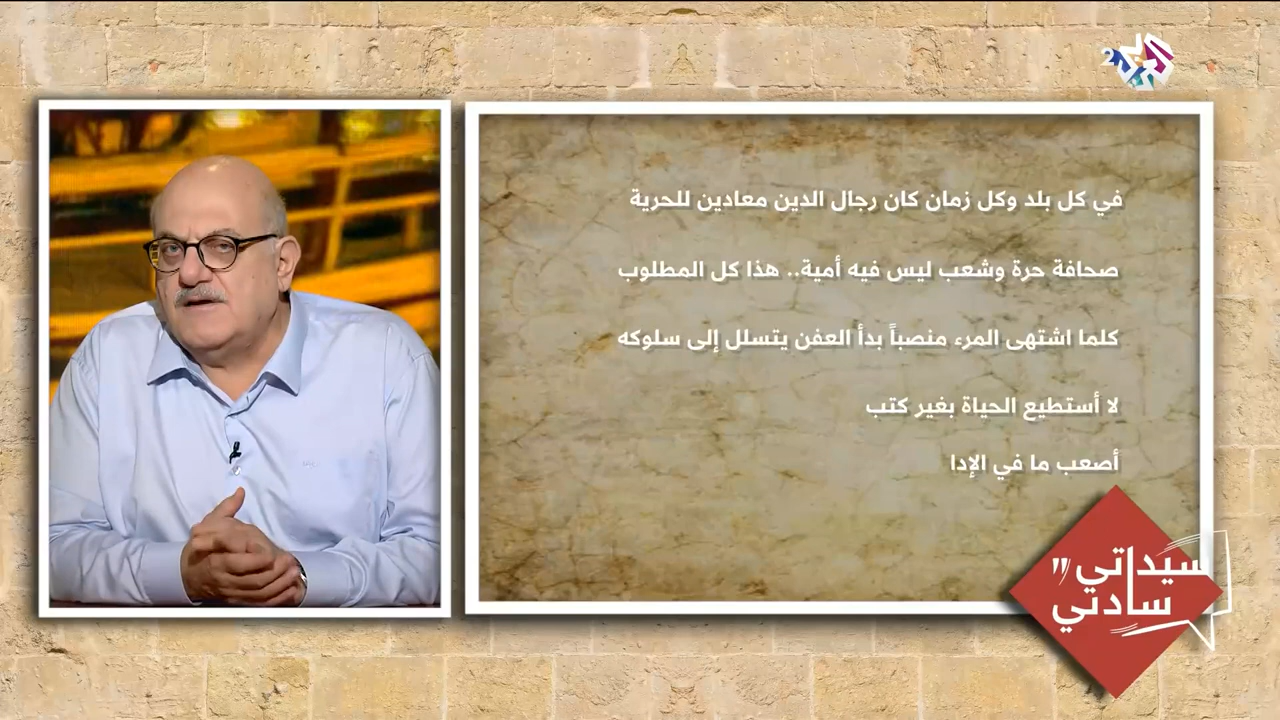 في كل بلد وكل زمان كان رجال الدين معادين للحرية
صحافة حرة وشعب ليس فيه أمية.. هذا كل المطلوب
كلما اشتهى المرء منصباً بدأ العفن يتسلل إلى سلوكه
لا أستطيع الحياة بغير كتب
أصعب ما في الإدا
سيداتي
سادتي